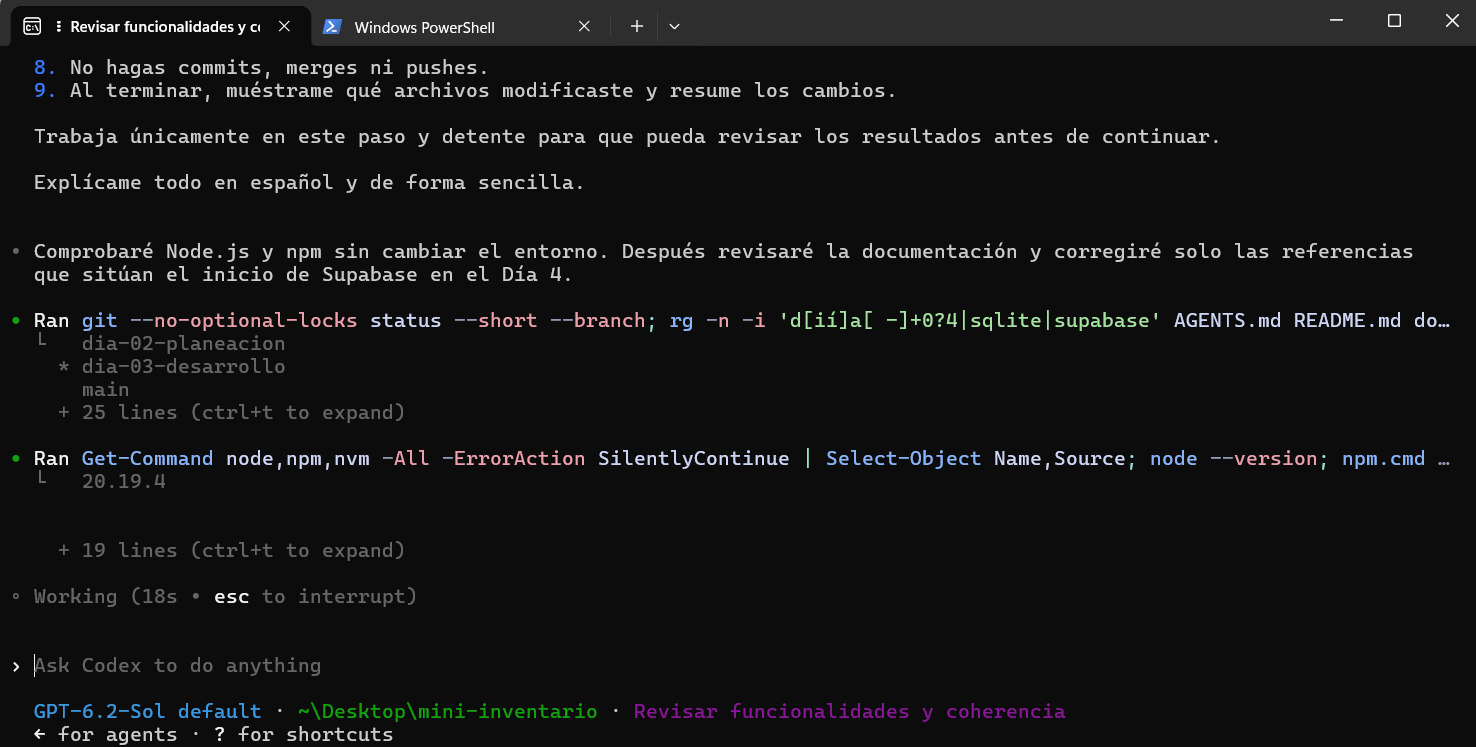 Revisar funcionalidades y co
Windows PowerShell
8. No hagas commits, merges ni pushes.
9. Al terminar, muéstrame qué archivos modificaste y resume los cambios.
Trabaja únicamente en este paso y detente para que pueda revisar los resultados antes de continuar.
Explícame todo en español y de forma sencilla.
• Comprobaré Node.js y npm sin cambiar el entorno. Después revisaré la documentación y corregiré solo las referencias
que sitúan el inicio de Supabase en el Día 4.
• Ran git --no-optional-locks status --short --branch; rg -n -i 'd[ií]a[ -]+0?4|sqlite|supabase' AGENTS.md README.md do…
└ dia-02-planeacion
* dia-03-desarrollo
main
+ 25 lines (ctrl+t to expand)
• Ran Get-Command node,npm,nvm -All -ErrorAction SilentlyContinue | Select-Object Name,Source; node --version; npm.cmd …
└ 20.19.4
+ 19 lines (ctrl+t to expand)
◦ Working (18s • esc to interrupt)
› Ask Codex to do anything
GPT-6.2-Sol default · ~\Desktop\mini-inventario · Revisar funcionalidades y coherencia
← for agents · ? for shortcuts